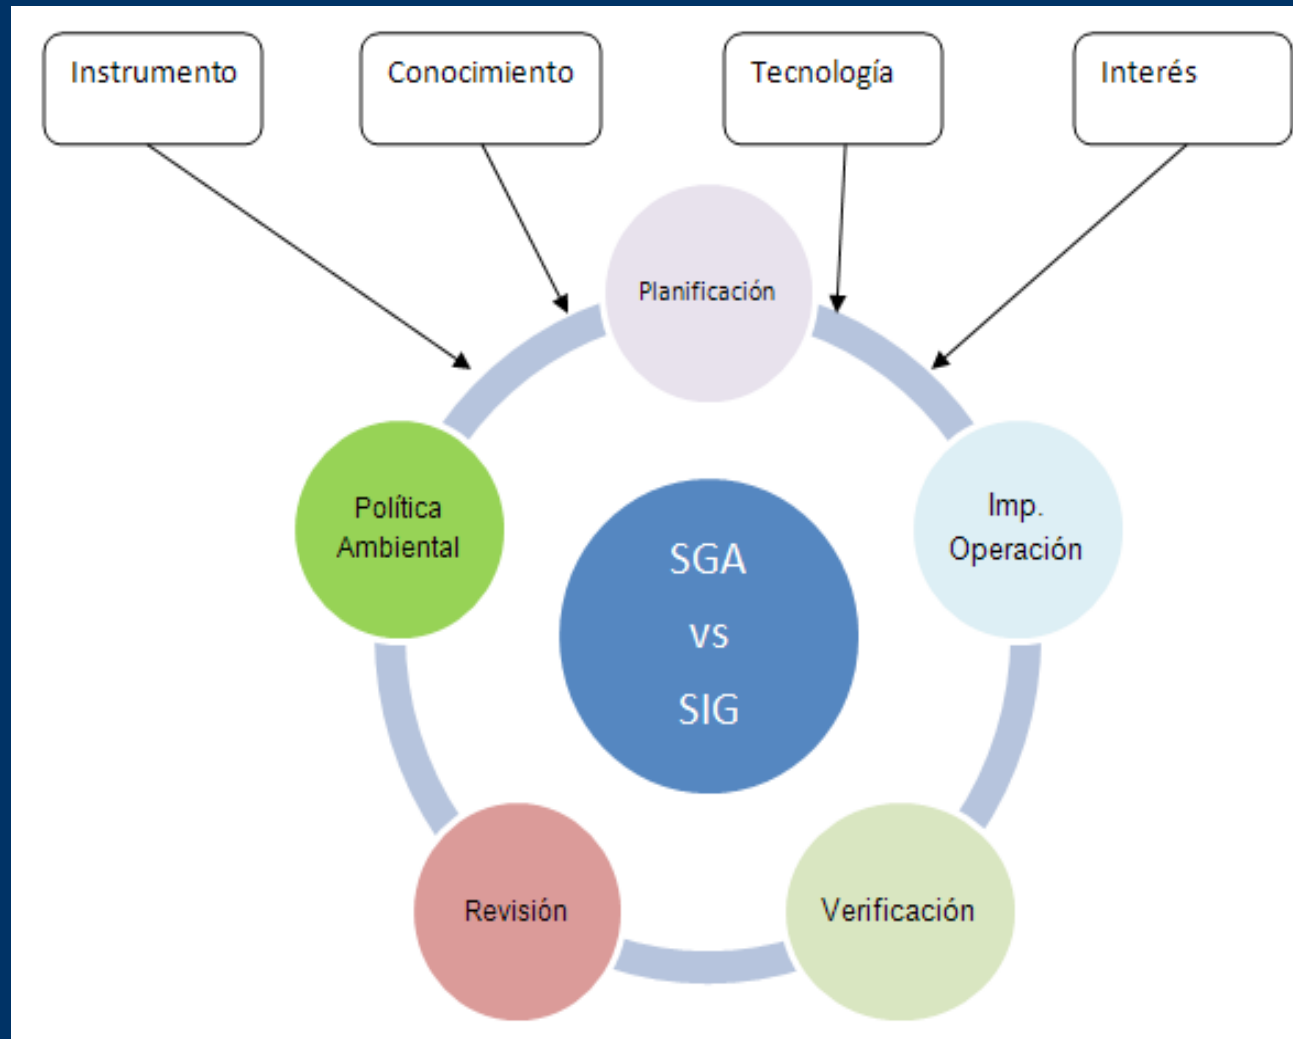 Instrumento
Conocimiento
Tecnología
Interés
Planificación
Política
Ambiental
Imp.
Operación
SGA
vs
SIG
Revisión
Verificación